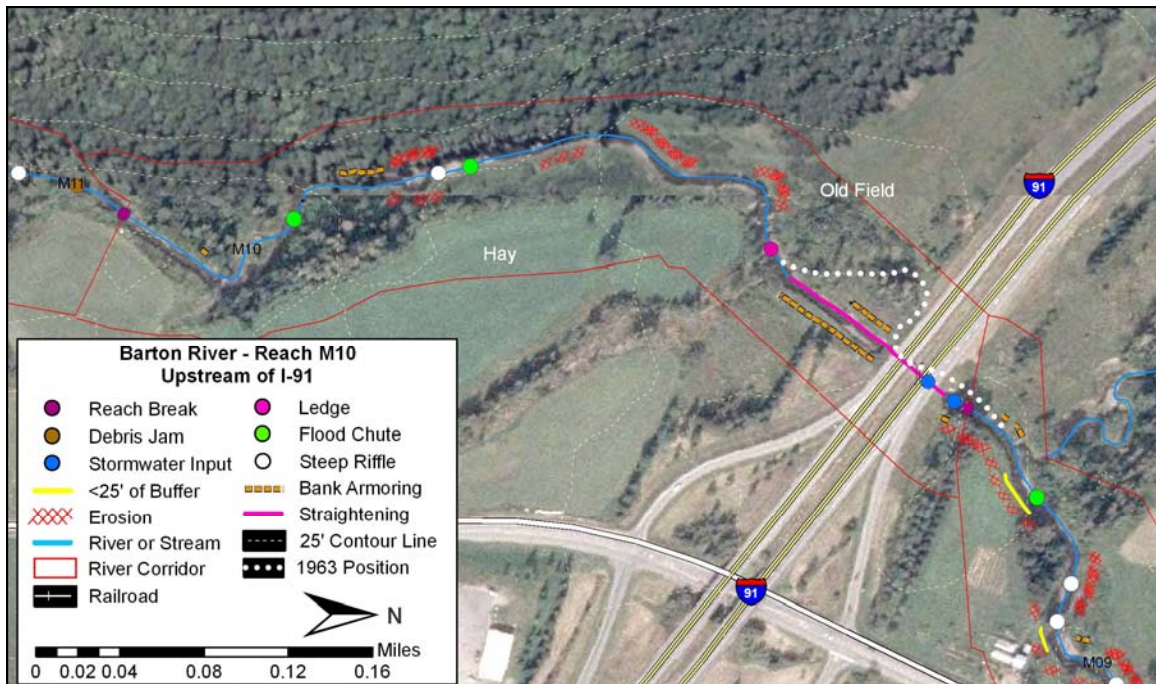 M11
M10
Hay
Old Field
91
91
M09
Barton River - Reach M10
Upstream of I-91
Reach Break
Debris Jam
Stormwater Input
<25' of Buffer
Erosion
River or Stream
River Corridor
Railroad
Ledge
Flood Chute
Steep Riffle
Bank Armoring
Straightening
25' Contour Line
1963 Position
N
Miles
0 0.02 0.04 0.08 0.12 0.16